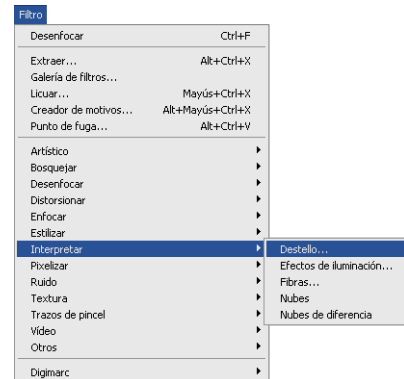 Filtro
Desenfocar Ctrl+F
Extraer... Alt+Ctrl+X
Galería de filtros...
Licuar... Mayús+Ctrl+X
Creador de motivos... Alt+Mayús+Ctrl+X
Punto de fuga... Alt+Ctrl+V
Artístico
Bosquejar
Desenfocar
Distorsionar
Enfocar
Estilizar
Interpretar Destello...
Pixelizar Efectos de iluminación...
Ruido Fibras...
Textura Nubes
Trazos de pincel Nubes de diferencia
Vídeo
Otros
Digimarc